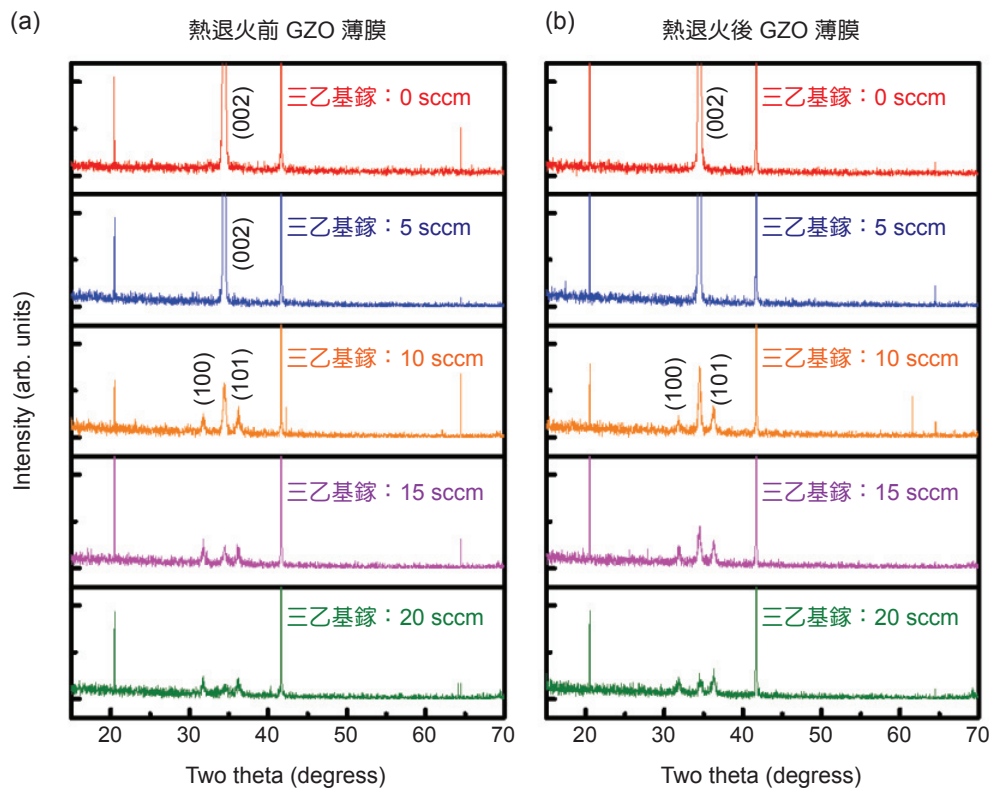 (a)
熱退火前 GZO 薄膜
三乙基鎵：0 sccm
(002)
三乙基鎵：5 sccm
(002)
三乙基鎵：10 sccm
(100)
(101)
三乙基鎵：15 sccm
三乙基鎵：20 sccm
20 30 40 50 60 70
Two theta (degress)
Intensity (arb. units)
(b)
熱退火後 GZO 薄膜
三乙基鎵：0 sccm
(002)
三乙基鎵：5 sccm
三乙基鎵：10 sccm
(100)
(101)
三乙基鎵：15 sccm
三乙基鎵：20 sccm
20 30 40 50 60 70
Two theta (degress)